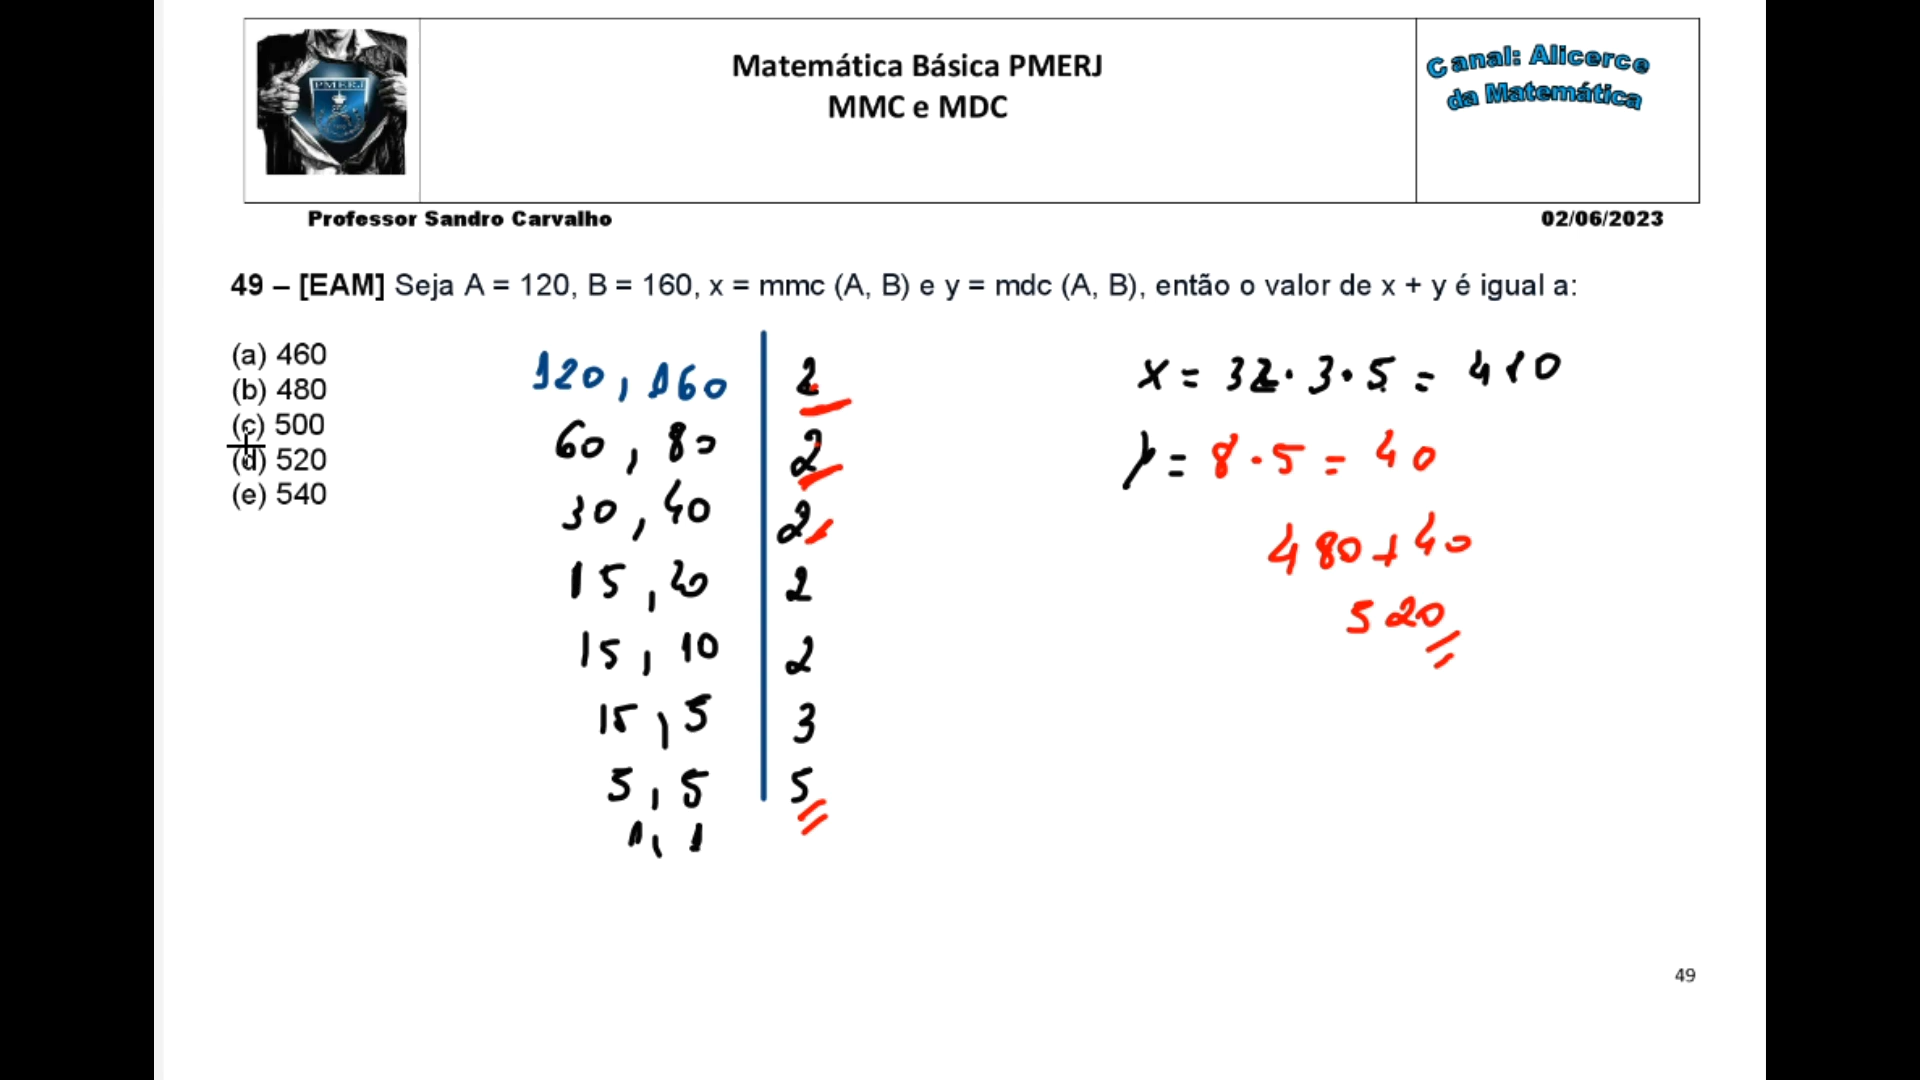 PMERJ
Matemática Básica PMERJ
MMC e MDC
Canal: Alicerce
da Matemática
Professor Sandro Carvalho
02/06/2023
49 – [EAM] Seja A = 120, B = 160, x = mmc (A, B) e y = mdc (A, B), então o valor de x + y é igual a:
(a) 460
(b) 480
(c) 500
(d) 520
(e) 540
120, 160 | 2
60, 80 | 2
30, 40 | 2
15, 20 | 2
15, 10 | 2
15, 5 | 3
5, 5 | 5
1, 1
x = 32 · 3 · 5 = 480
y = 8 · 5 = 40
480 + 40
520
49